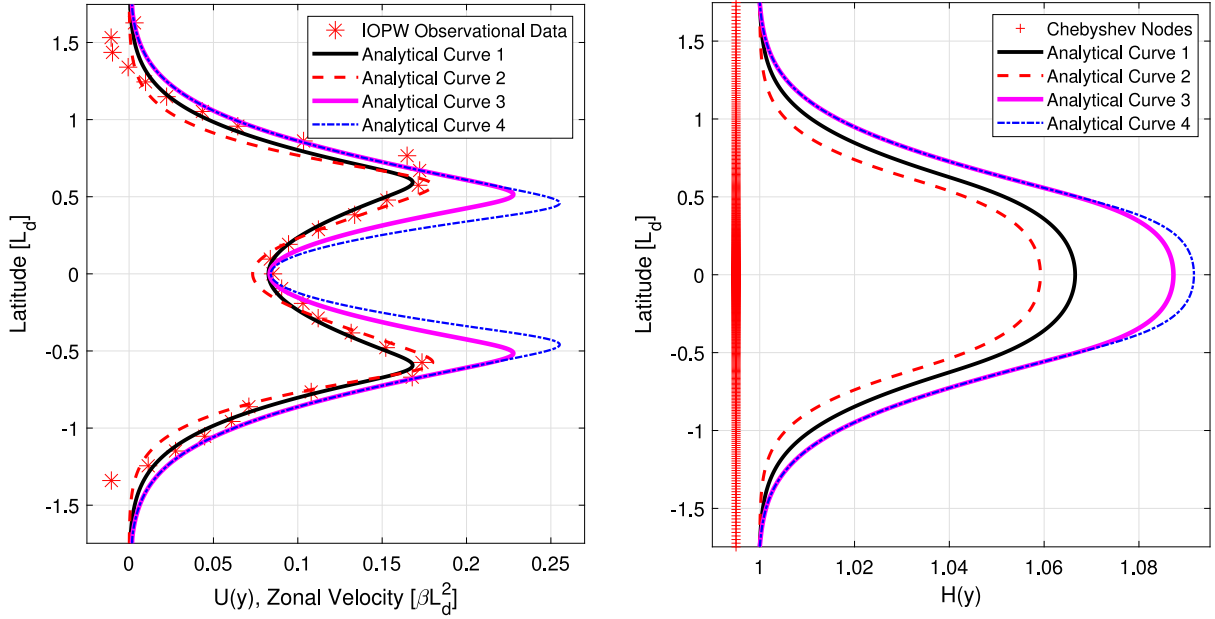 IOPW Observational Data
Analytical Curve 1
Analytical Curve 2
Analytical Curve 3
Analytical Curve 4
1.5
1
0.5
0
-0.5
-1
-1.5
Latitude [L_d]
0 0.05 0.1 0.15 0.2 0.25
U(y), Zonal Velocity [βL_d^2]
Chebyshev Nodes
Analytical Curve 1
Analytical Curve 2
Analytical Curve 3
Analytical Curve 4
1.5
1
0.5
0
-0.5
-1
-1.5
Latitude [L_d]
1 1.02 1.04 1.06 1.08
H(y)